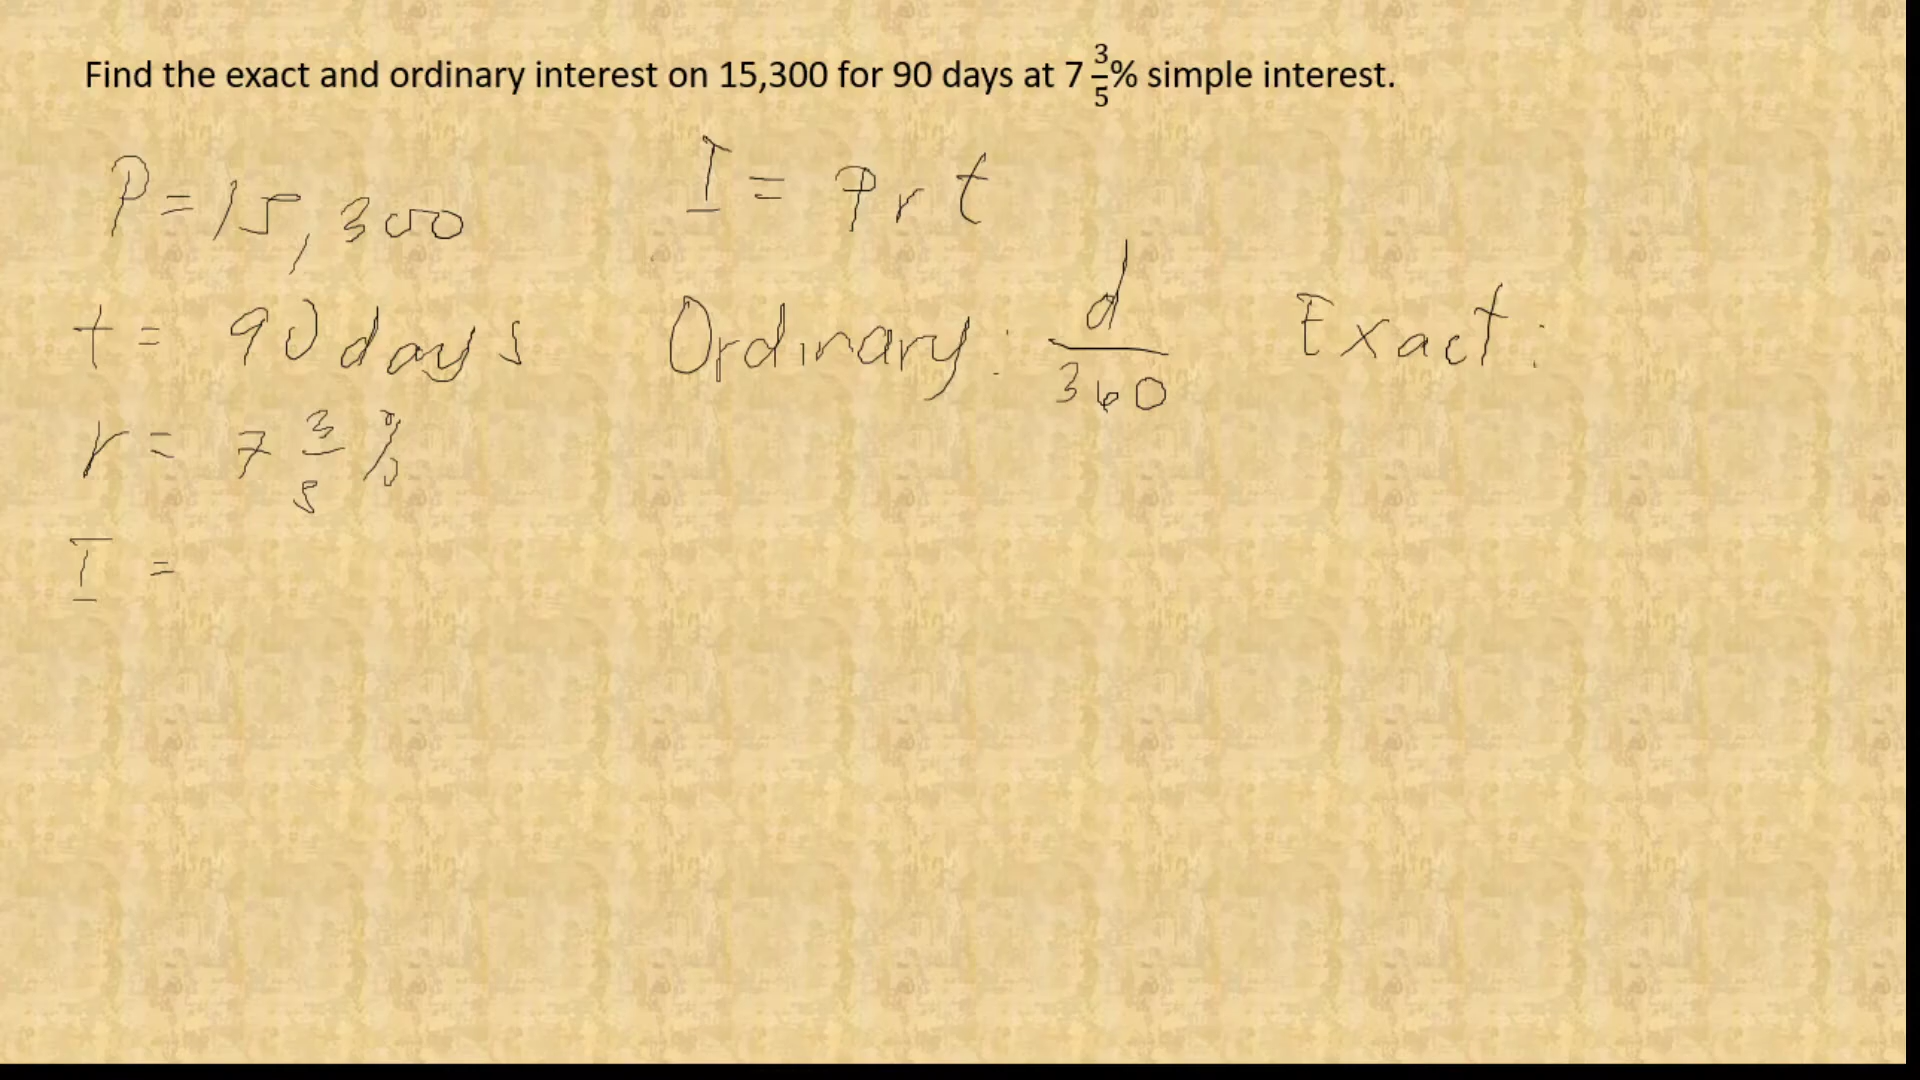 Find the exact and ordinary interest on 15,300 for 90 days at 7 3/5% simple interest.
P = 15,300
I = P r t
t = 90 days
Ordinary: d/360
Exact:
r = 7 3/5 %
I =